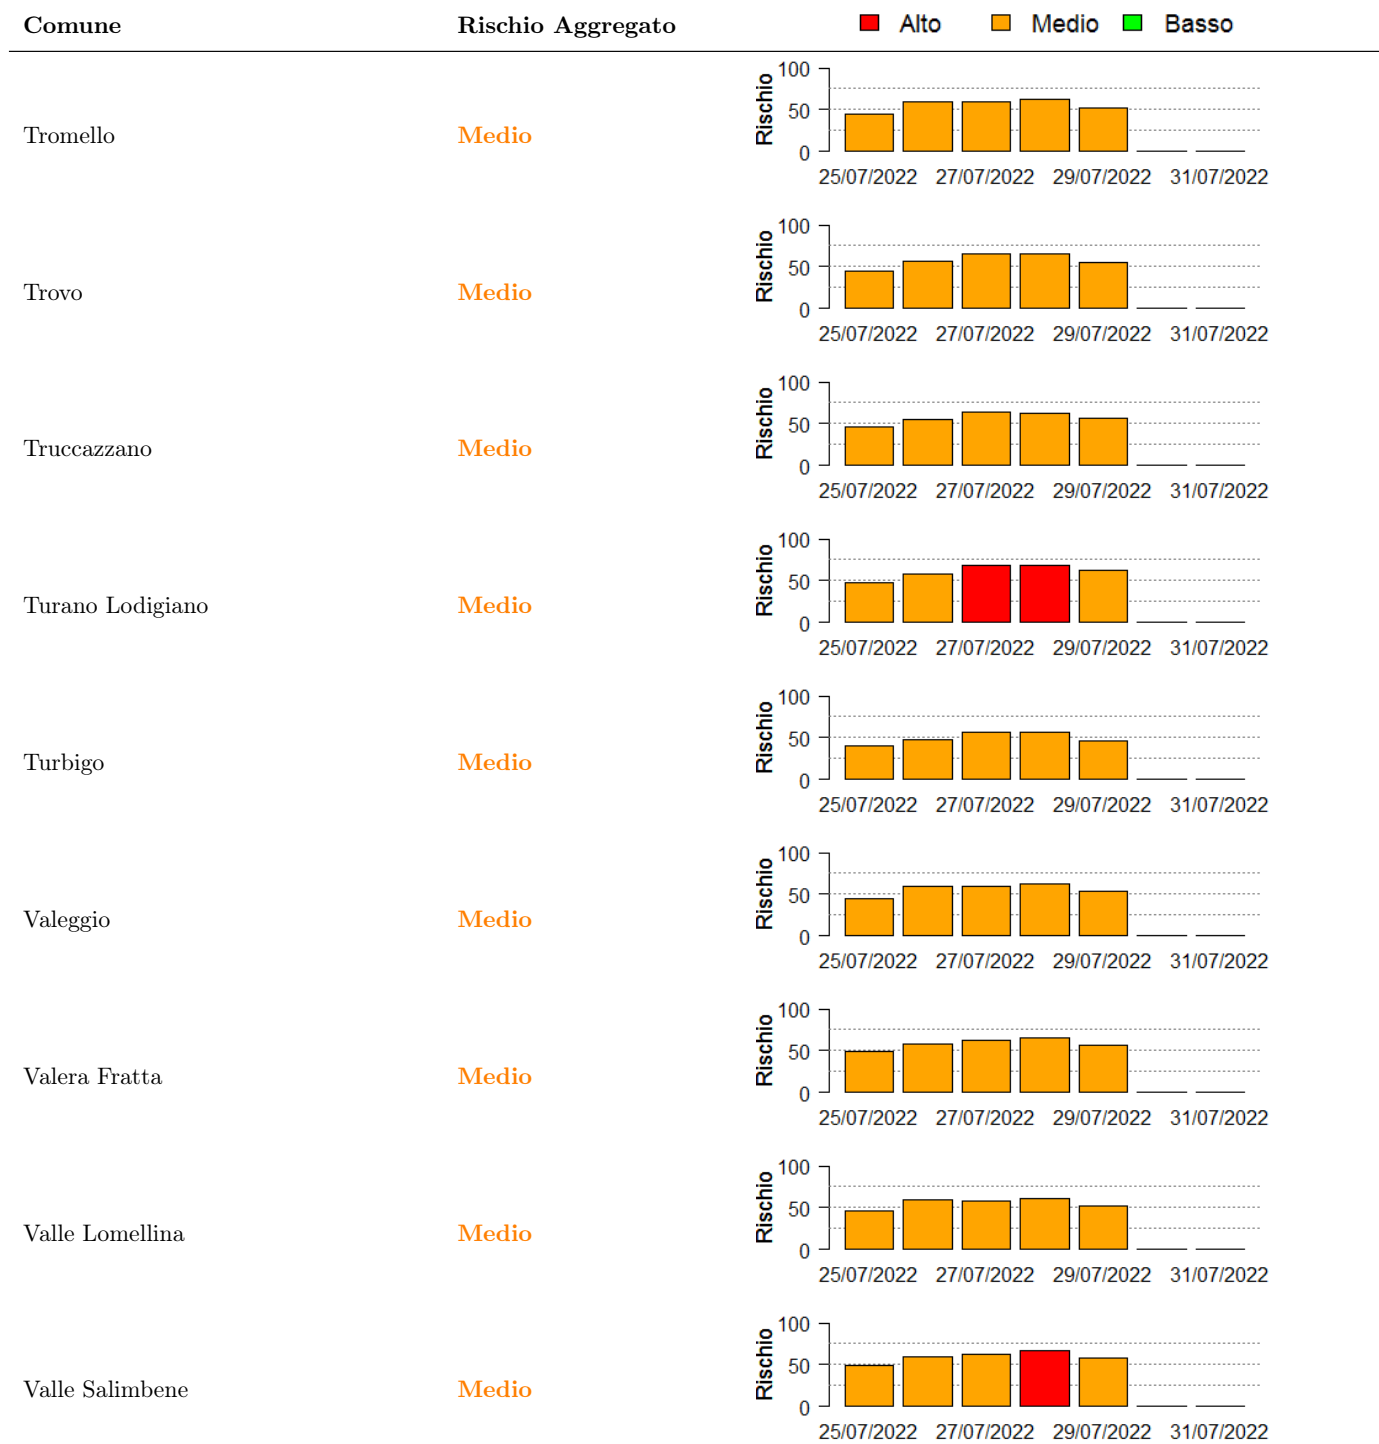 Comune Rischio Aggregato Alto Medio Basso
Tromello Medio Rischio 100 50 0
25/07/2022 27/07/2022 29/07/2022 31/07/2022
Trovo Medio Rischio 100 50 0
25/07/2022 27/07/2022 29/07/2022 31/07/2022
Truccazzano Medio Rischio 100 50 0
25/07/2022 27/07/2022 29/07/2022 31/07/2022
Turano Lodigiano Medio Rischio 100 50 0
25/07/2022 27/07/2022 29/07/2022 31/07/2022
Turbigo Medio Rischio 100 50 0
25/07/2022 27/07/2022 29/07/2022 31/07/2022
Valeggio Medio Rischio 100 50 0
25/07/2022 27/07/2022 29/07/2022 31/07/2022
Valera Fratta Medio Rischio 100 50 0
25/07/2022 27/07/2022 29/07/2022 31/07/2022
Valle Lomellina Medio Rischio 100 50 0
25/07/2022 27/07/2022 29/07/2022 31/07/2022
Valle Salimbene Medio Rischio 100 50 0
25/07/2022 27/07/2022 29/07/2022 31/07/2022